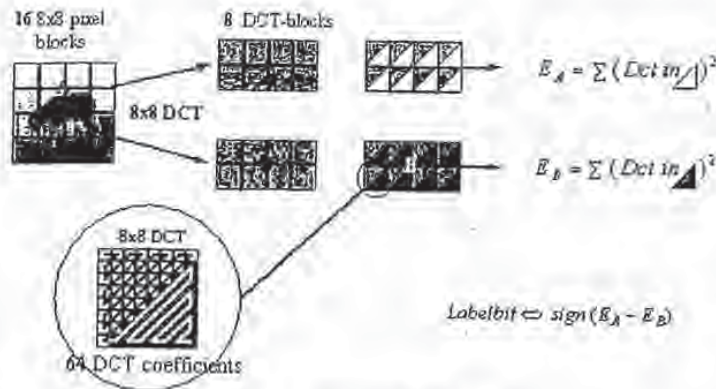 16 8x8 pixel
blocks
8 DCT-blocks
8x8 DCT
E_A = ∑ (Dct in )²
E_B = ∑ (Dct in )²
8x8 DCT
64 DCT coefficients
Labelbit ⇔ sign (E_A - E_B)